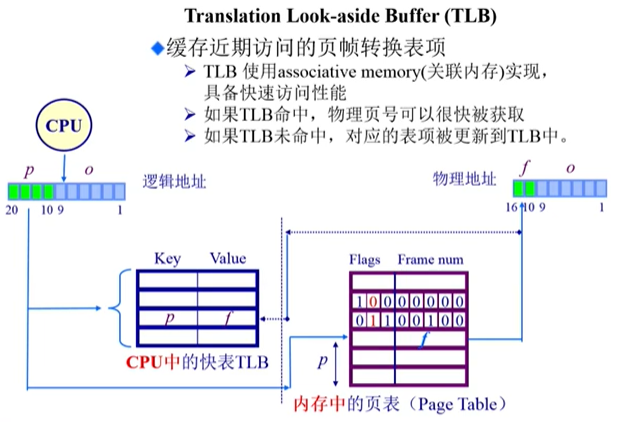 Translation Look-aside Buffer (TLB)
缓存近期访问的页帧转换表项
TLB 使用associative memory(关联内存)实现，
具备快速访问性能
如果TLB命中，物理页号可以很快被获取
如果TLB未命中，对应的表项被更新到TLB中。
CPU
p o
逻辑地址
20 10 9 1
f o
物理地址
16 10 9 1
Key Value
p f
CPU中的快表TLB
Flags Frame num
1 0 0 0 0 0 0 0
0 1 1 0 0 1 0 0
f
p
内存中的页表（Page Table）